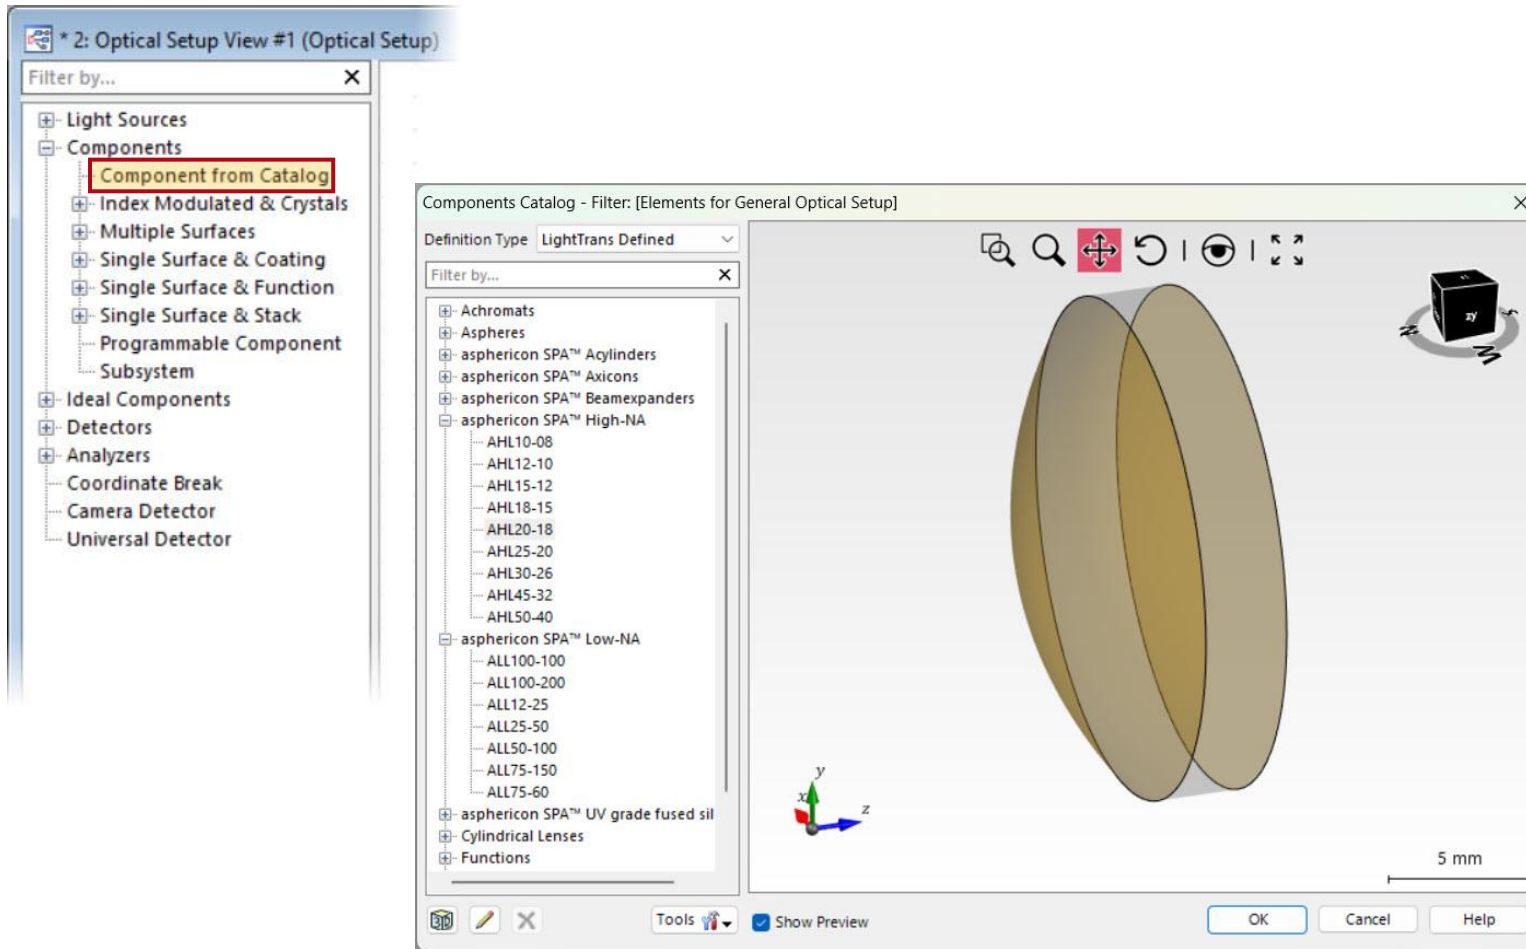 * 2: Optical Setup View #1 (Optical Setup)
Filter by...
Light Sources
Components
Component from Catalog
Index Modulated & Crystals
Multiple Surfaces
Single Surface & Coating
Single Surface & Function
Single Surface & Stack
Programmable Component
Subsystem
Ideal Components
Detectors
Analyzers
Coordinate Break
Camera Detector
Universal Detector
Components Catalog - Filter: [Elements for General Optical Setup]
Definition Type LightTrans Defined
Filter by...
Achromats
Aspheres
asphericon SPA™ Acylinders
asphericon SPA™ Axicons
asphericon SPA™ Beamexpanders
asphericon SPA™ High-NA
AHL10-08
AHL12-10
AHL15-12
AHL18-15
AHL20-18
AHL25-20
AHL30-26
AHL45-32
AHL50-40
asphericon SPA™ Low-NA
ALL100-100
ALL100-200
ALL12-25
ALL25-50
ALL50-100
ALL75-150
ALL75-60
asphericon SPA™ UV grade fused sil
Cylindrical Lenses
Functions
zy
y
x
z
5 mm
3D
Tools
Show Preview
OK
Cancel
Help